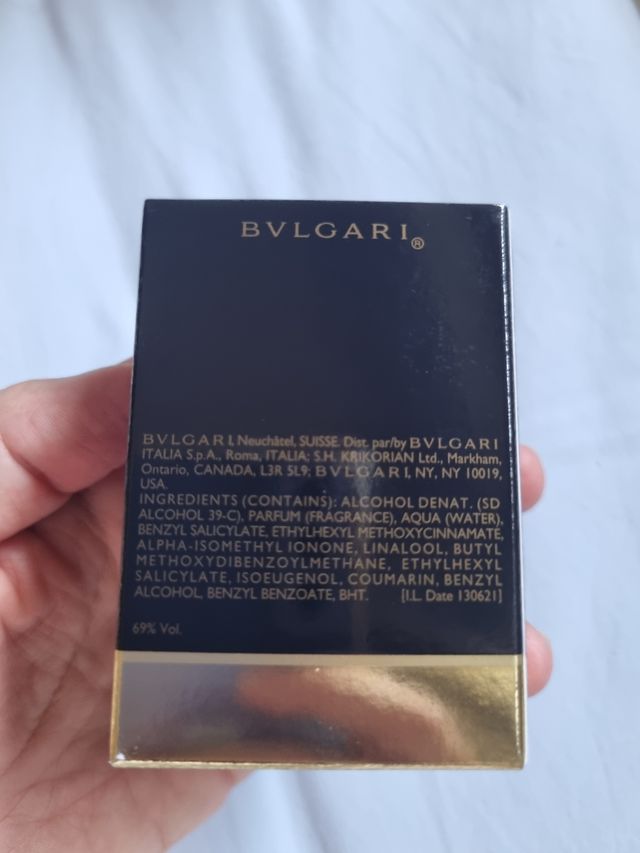 BVLGARI®
BVLGARI, Neuchâtel, SUISSE. Dist. par/by BVLGARI
ITALIA S.p.A., Roma, ITALIA; S.H. KRIKORIAN Ltd., Markham,
Ontario, CANADA, L3R 5L9; BVLGARI, NY, NY 10019,
USA.
INGREDIENTS (CONTAINS): ALCOHOL DENAT. (SD
ALCOHOL 39-C), PARFUM (FRAGRANCE), AQUA (WATER),
BENZYL SALICYLATE, ETHYLHEXYL METHOXYCINNAMATE,
ALPHA-ISOMETHYL IONONE, LINALOOL, BUTYL
METHOXYDIBENZOYLMETHANE, ETHYLHEXYL
SALICYLATE, ISOEUGENOL, COUMARIN, BENZYL
ALCOHOL, BENZYL BENZOATE, BHT. [I.L. Date 130621]
69% Vol.